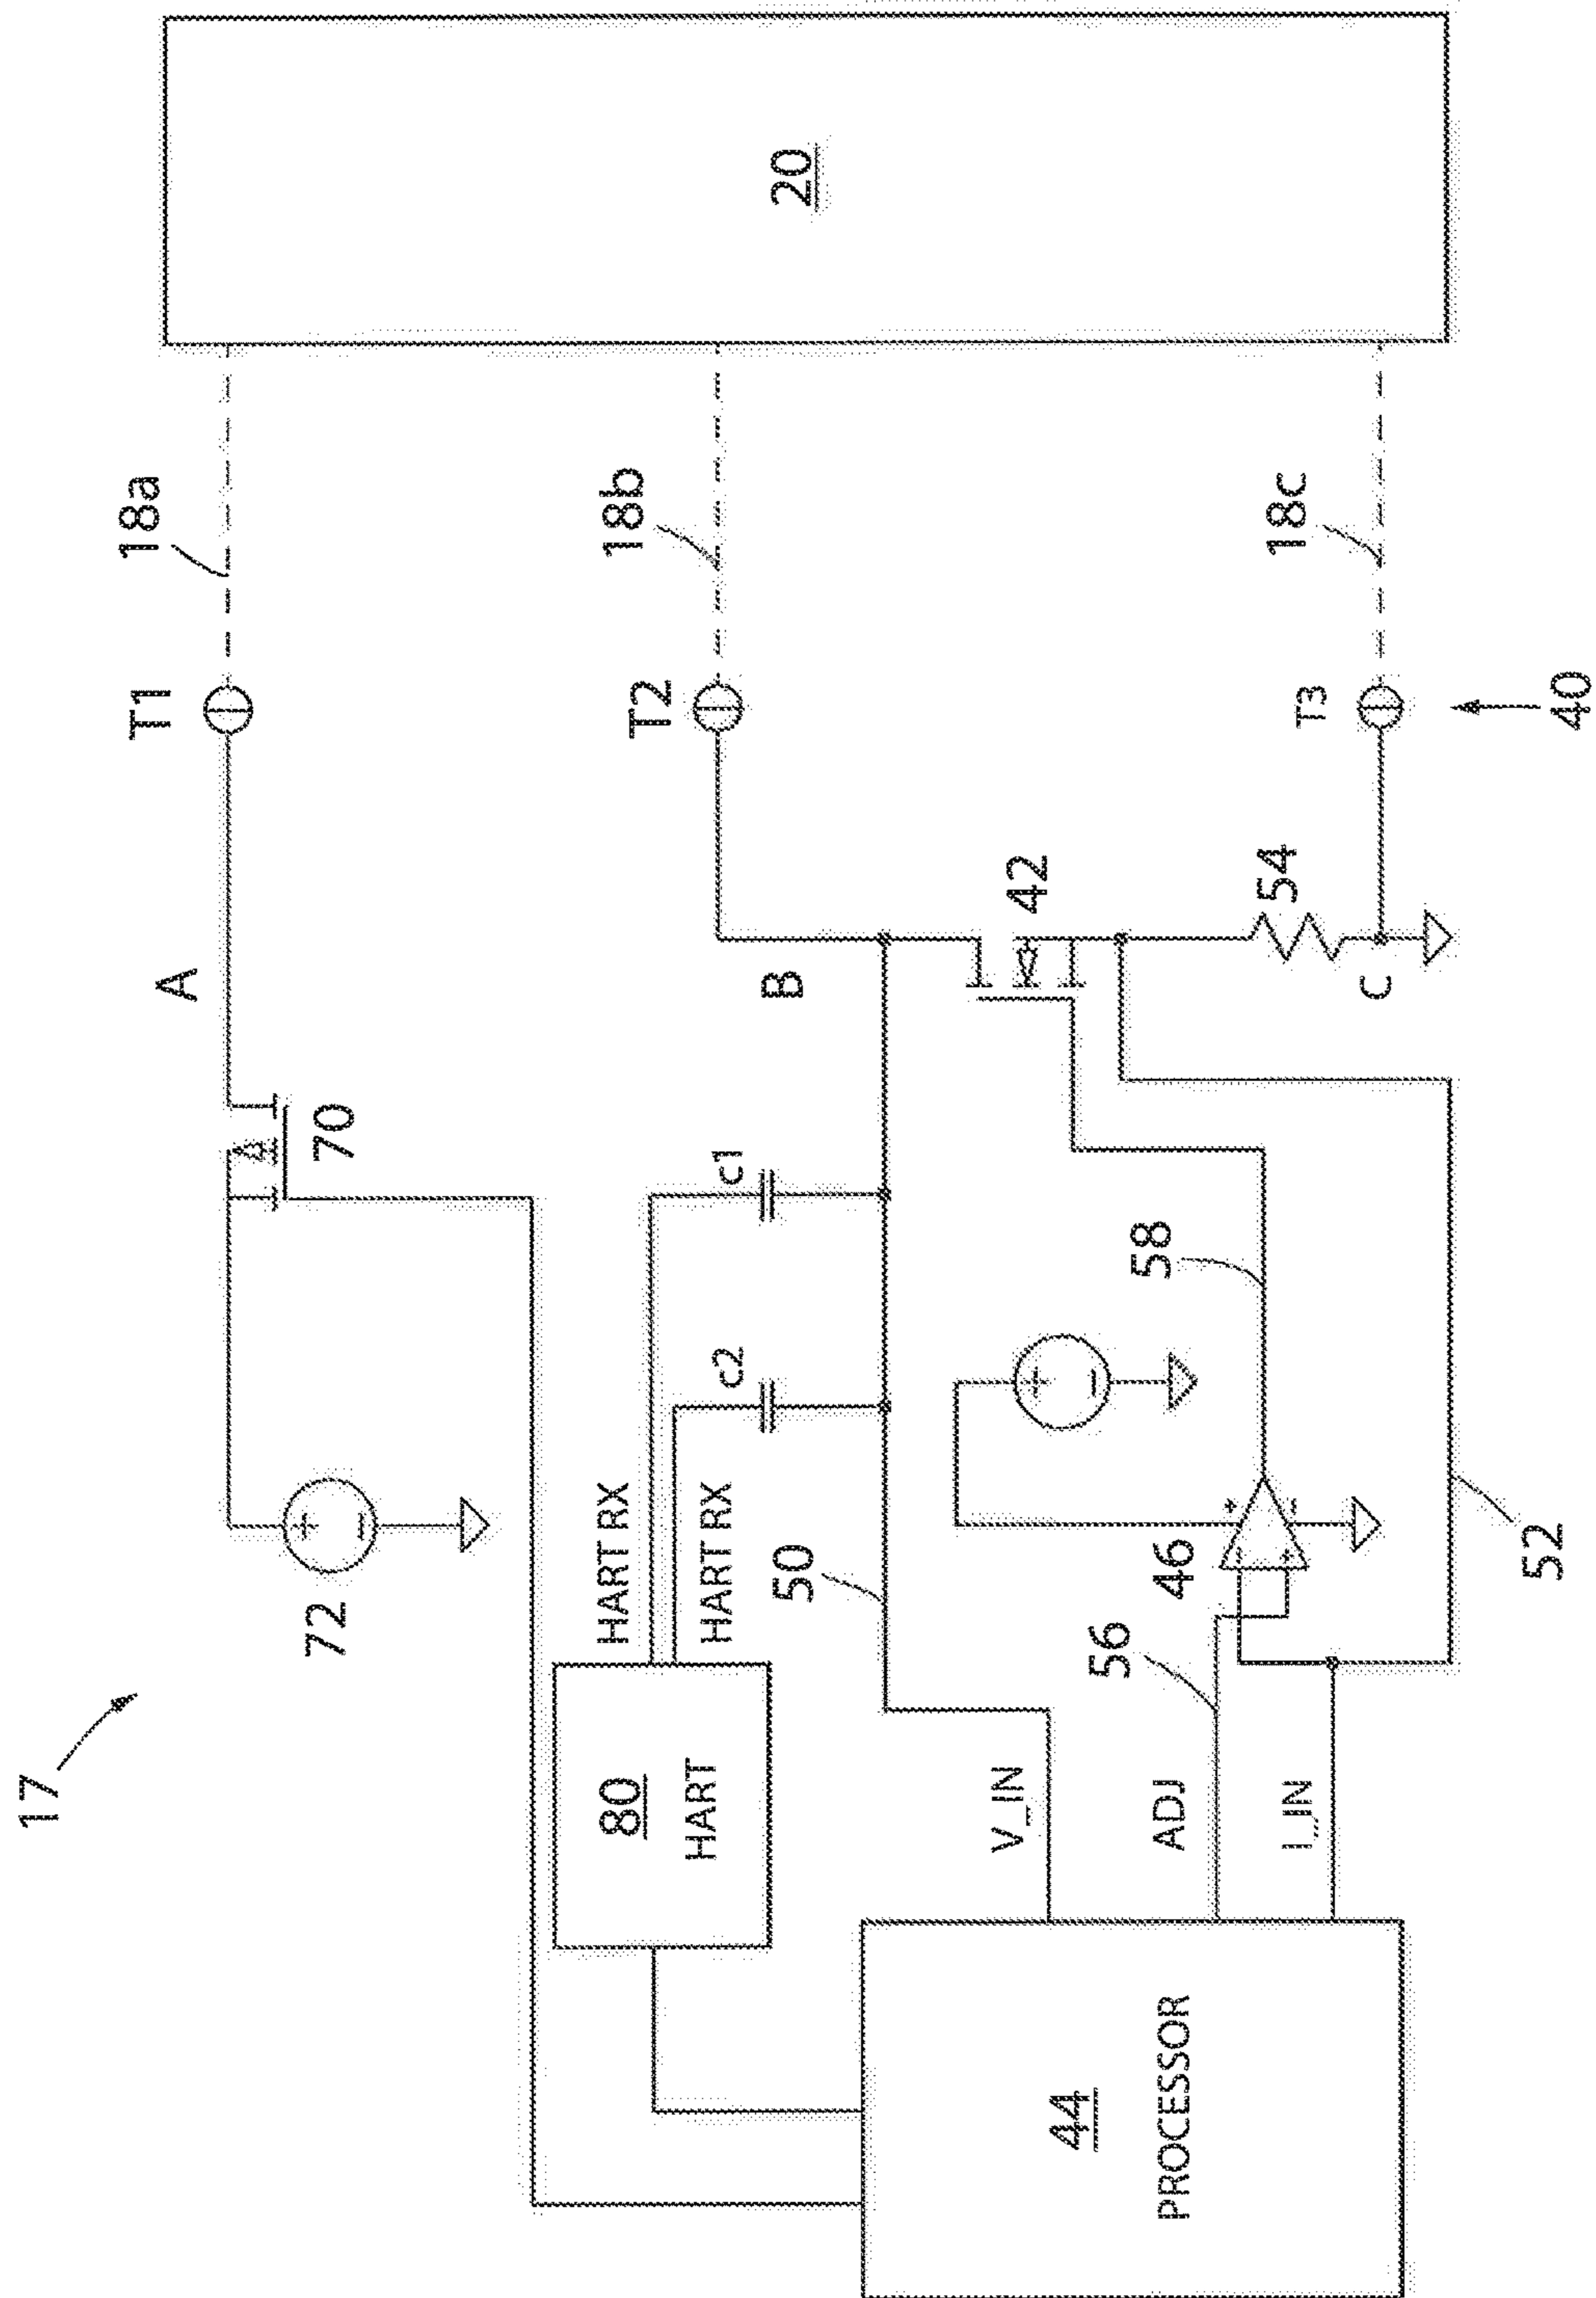 17
72
A
70
T1
18a
20
80
HART
HART RX
HART RX
c2
c1
50
B
T2
18b
44
PROCESSOR
V_IN
ADJ
I_IN
56
46
+
-
58
42
54
C
T3
18c
52
40